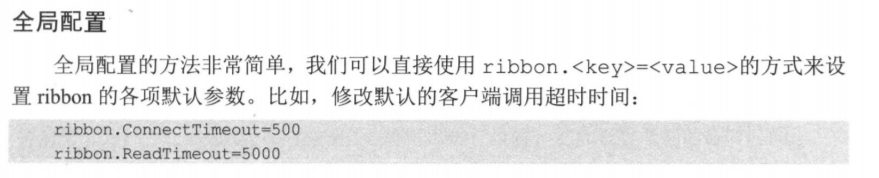 全局配置
全局配置的方法非常简单，我们可以直接使用 ribbon.<key>=<value>的方式来设
置 ribbon 的各项默认参数。比如，修改默认的客户端调用超时时间：
ribbon.ConnectTimeout=500
ribbon.ReadTimeout=5000